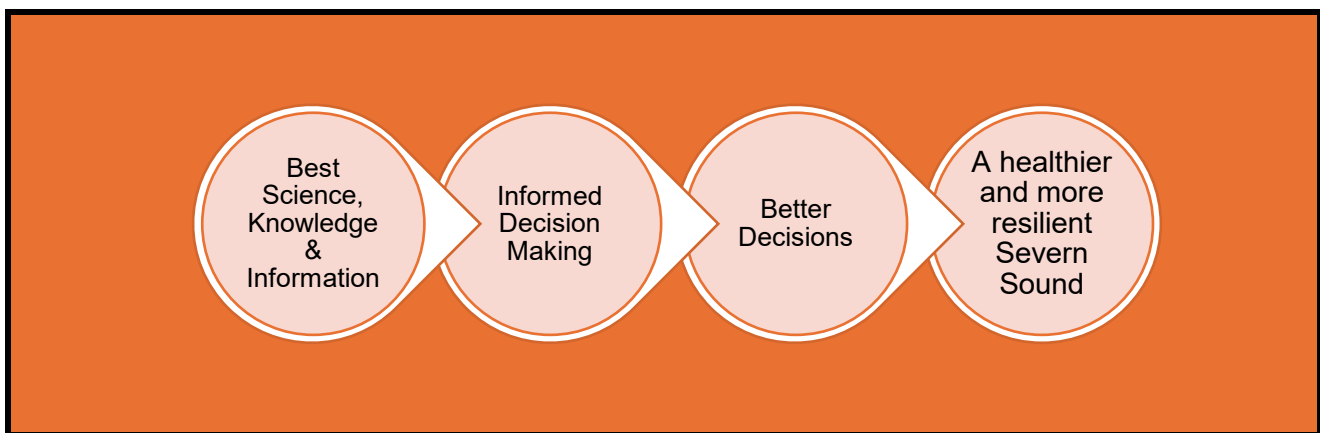 Best
Science,
Knowledge
&
Information
Informed
Decision
Making
Better
Decisions
A healthier
and more
resilient
Severn
Sound